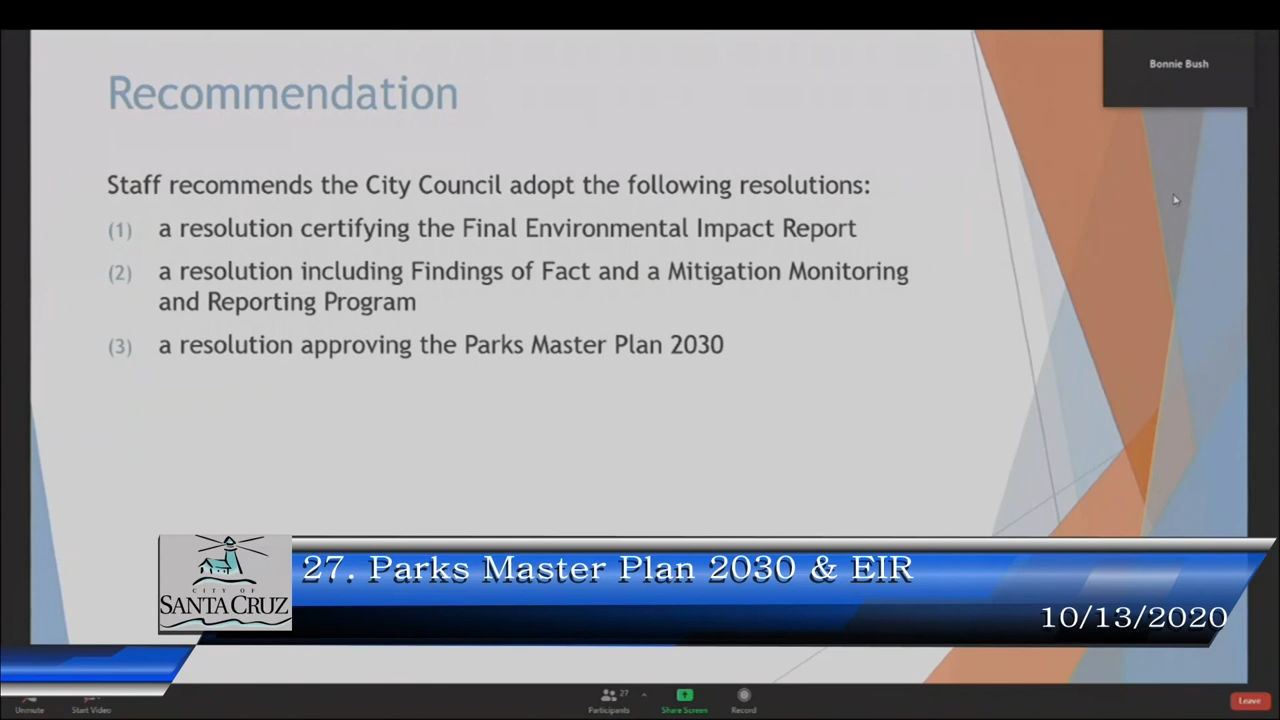 Bonnie Bush
Recommendation
Staff recommends the City Council adopt the following resolutions:
(1) a resolution certifying the Final Environmental Impact Report
(2) a resolution including Findings of Fact and a Mitigation Monitoring
and Reporting Program
(3) a resolution approving the Parks Master Plan 2030
CITY OF
SANTA CRUZ
27. Parks Master Plan 2030 & EIR
10/13/2020
27
Unmute Start Video Participants Share Screen Record Leave